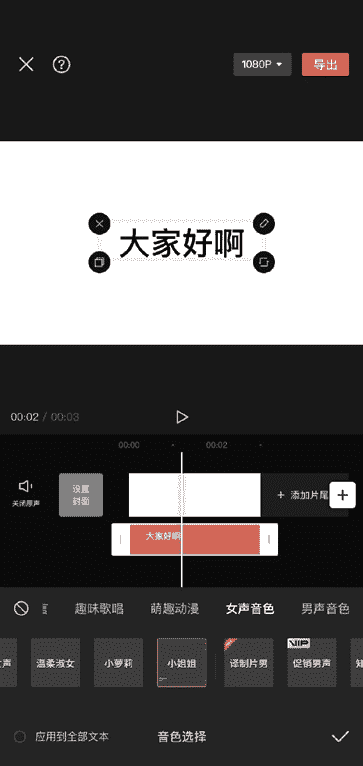 1080P
导出
大家好啊
00:02 / 00:03
00:00
00:02
关闭原声
设置
封面
+ 添加片尾
大家好啊
趣味歌唱
萌趣动漫
女声音色
男声音色
女声
温柔淑女
小萝莉
小姐姐
译制片男
VIP
促销男声
应用到全部文本
音色选择